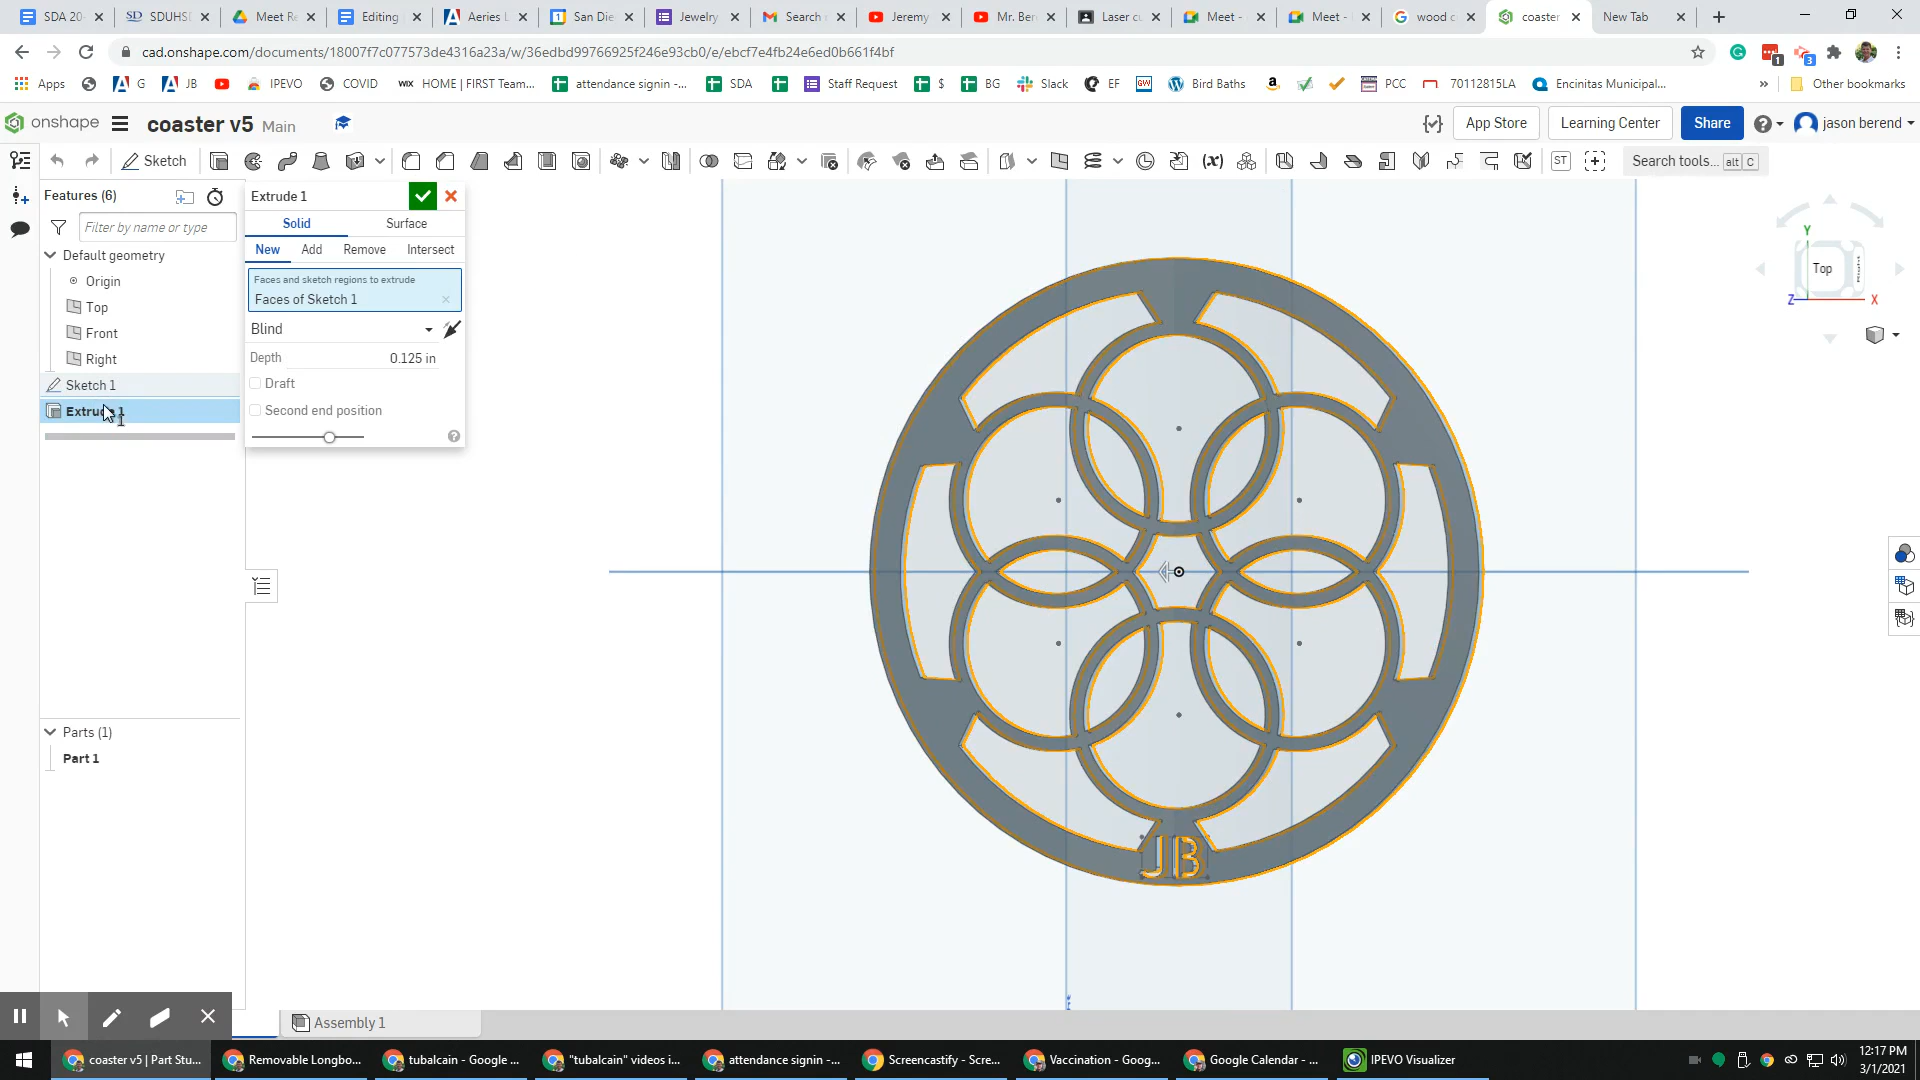 SDA 20
SDUHS
Meet Re
Editing
Aeries L
San Die
Jewelry
Search r
Jeremy
Mr. Ber
Laser cu
Meet -
Meet -
wood c
coaster
New Tab
cad.onshape.com/documents/18007f7c077573de4316a23a/w/36edbd99766925f246e93cb0/e/ebcf7e4fb24e6ed0b661f4bf
Apps
G
JB
IPEVO
COVID
WIX HOME | FIRST Team...
attendance signin -...
SDA
Staff Request
$
BG
Slack
EF
GW
Bird Baths
PCC
70112815LA
Encinitas Municipal...
»
Other bookmarks
onshape
coaster v5 Main
App Store
Learning Center
Share
jason berend
Sketch
ST
Search tools... alt C
Features (6)
Filter by name or type
Default geometry
Origin
Top
Front
Right
Sketch 1
Extrude 1
Extrude 1
Solid
Surface
New
Add
Remove
Intersect
Faces and sketch regions to extrude
Faces of Sketch 1
Blind
Depth 0.125 in
Draft
Second end position
Y
Top
Right
Z
X
JB
Parts (1)
Part 1
Assembly 1
coaster v5 | Part Stu...
Removable Longbo...
tubalcain - Google ...
"tubalcain" videos i...
attendance signin -...
Screencastify - Scre...
Vaccination - Goog...
Google Calendar - ...
IPEVO Visualizer
12:17 PM
3/1/2021